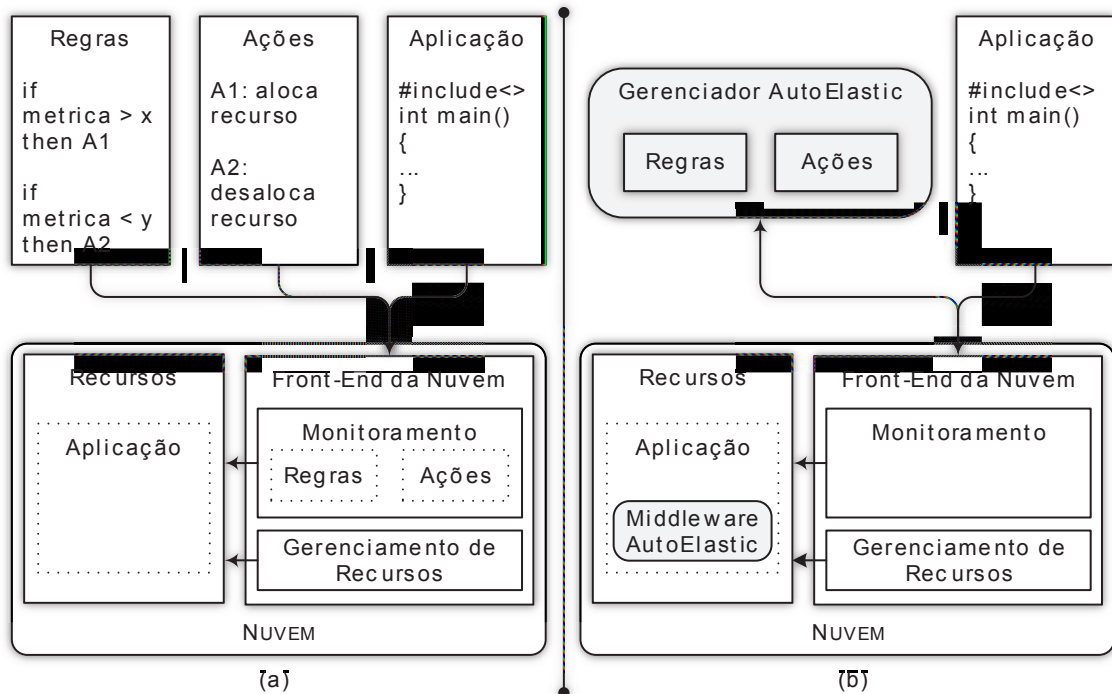 Regras
if
metrica > x
then A1
if
metrica < y
then A2
Ações
A1: aloca
recurso
A2:
desaloca
recurso
Aplicação
#include<>
int main()
{
...
}
Recursos
Aplicação
Front-End da Nuvem
Monitoramento
Regras
Ações
Gerenciamento de
Recursos
NUVEM
(a)
Gerenciador AutoElastic
Regras
Ações
Aplicação
#include<>
int main()
{
...
}
Recursos
Aplicação
Middleware
AutoElastic
Front-End da Nuvem
Monitoramento
Gerenciamento de
Recursos
NUVEM
(b)